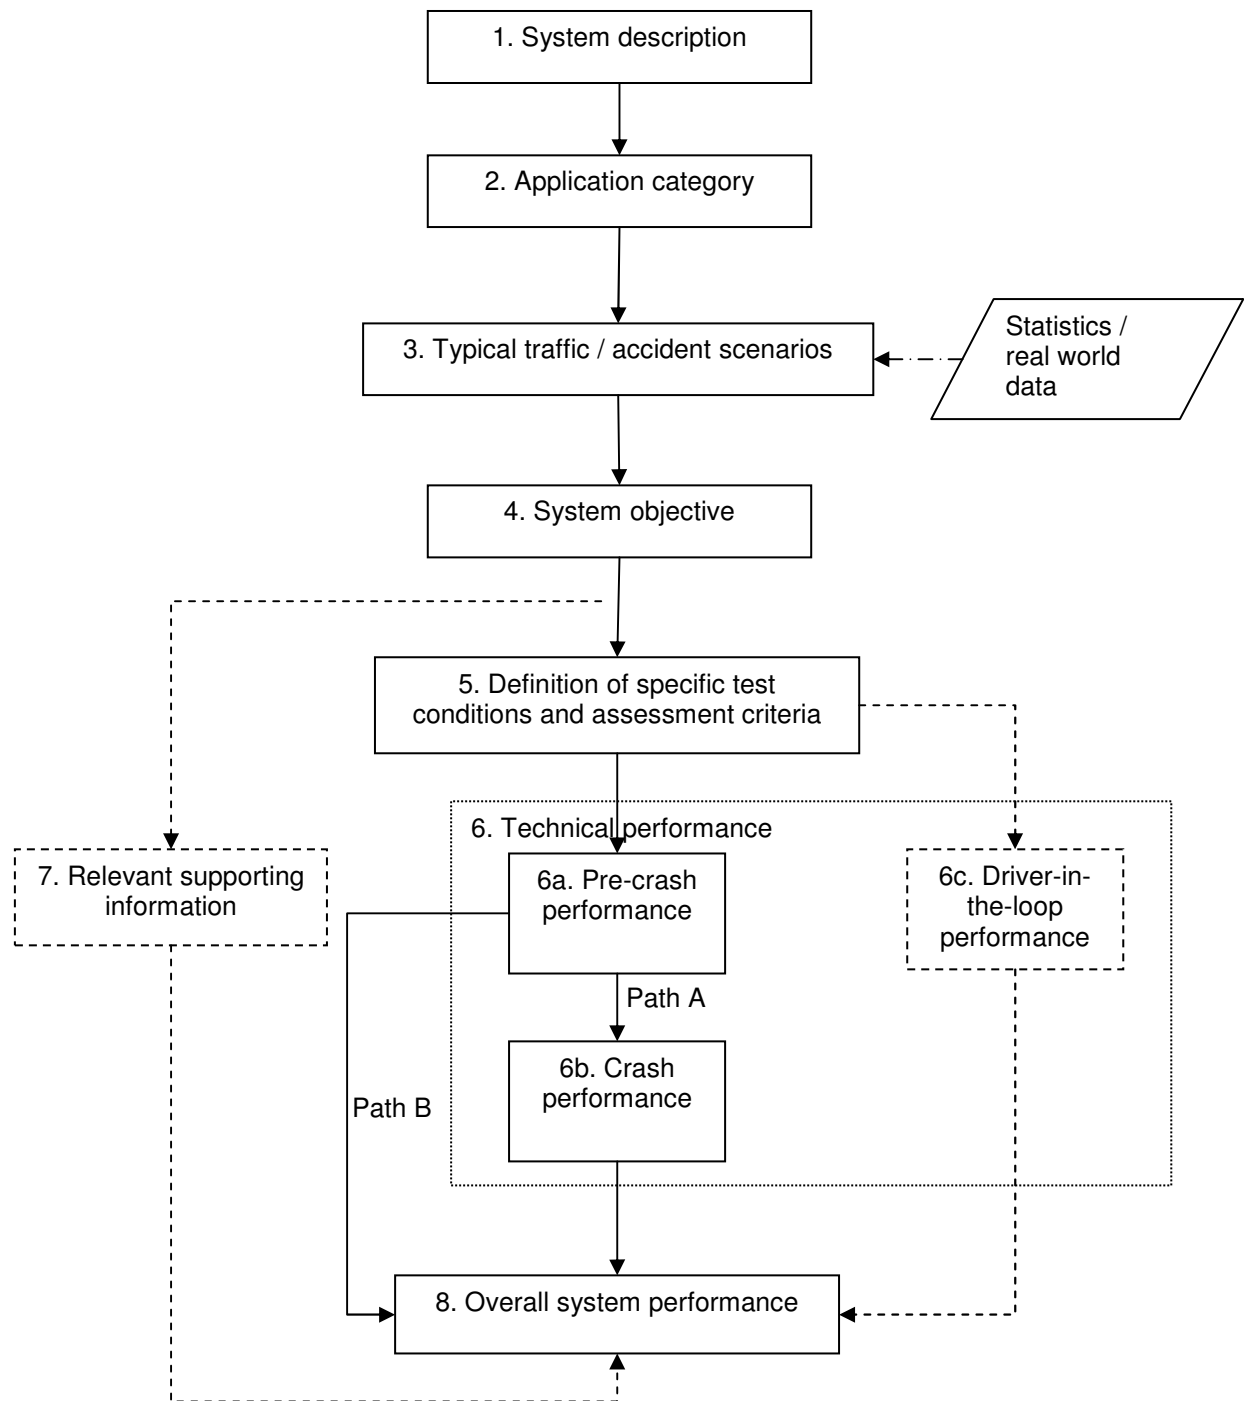 1. System description
2. Application category
3. Typical traffic / accident scenarios
Statistics /
real world
data
4. System objective
5. Definition of specific test
conditions and assessment criteria
6. Technical performance
7. Relevant supporting
information
6a. Pre-crash
performance
6c. Driver-in-
the-loop
performance
Path A
6b. Crash
performance
Path B
8. Overall system performance